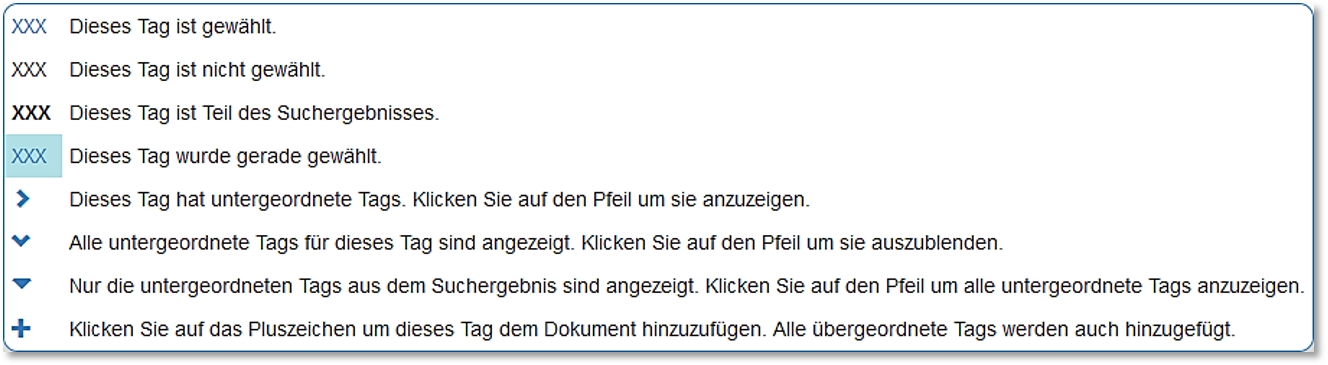 XXX Dieses Tag ist gewählt.
XXX Dieses Tag ist nicht gewählt.
XXX Dieses Tag ist Teil des Suchergebnisses.
XXX Dieses Tag wurde gerade gewählt.
Dieses Tag hat untergeordnete Tags. Klicken Sie auf den Pfeil um sie anzuzeigen.
Alle untergeordnete Tags für dieses Tag sind angezeigt. Klicken Sie auf den Pfeil um sie auszublenden.
Nur die untergeordneten Tags aus dem Suchergebnis sind angezeigt. Klicken Sie auf den Pfeil um alle untergeordnete Tags anzuzeigen.
Klicken Sie auf das Pluszeichen um dieses Tag dem Dokument hinzuzufügen. Alle übergeordnete Tags werden auch hinzugefügt.